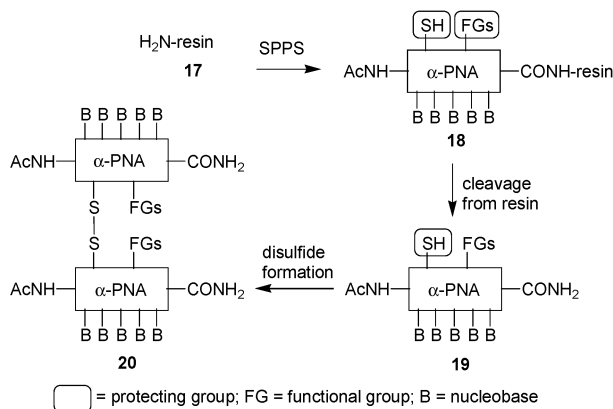 H₂N-resin
17
SPPS
SH FGs
AcNH α-PNA CONH-resin
B B B B B
18
cleavage
from resin
SH FGs
AcNH α-PNA CONH₂
B B B B B
19
disulfide
formation
B B B B B
AcNH α-PNA CONH₂
S FGs
S FGs
AcNH α-PNA CONH₂
B B B B B
20
= protecting group; FG = functional group; B = nucleobase